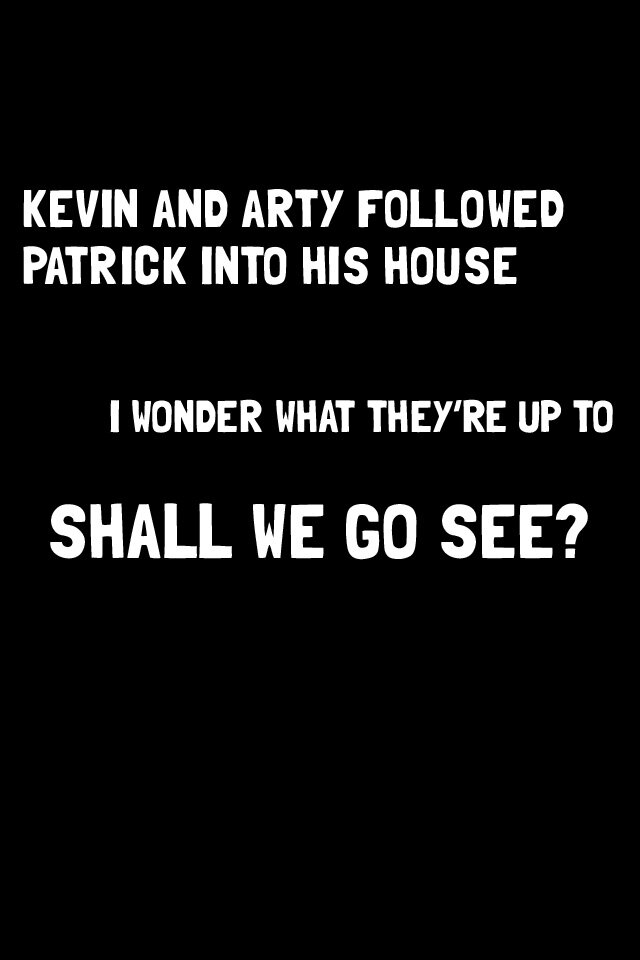 KEVIN AND ARTY FOLLOWED
PATRICK INTO HIS HOUSE
I WONDER WHAT THEY'RE UP TO
SHALL WE GO SEE?